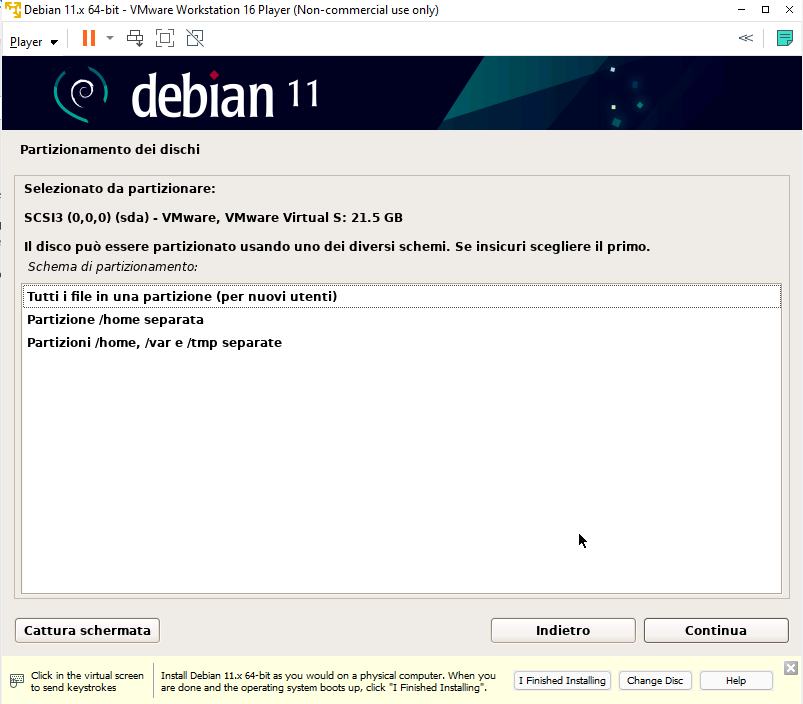 Debian 11.x 64-bit - VMware Workstation 16 Player (Non-commercial use only)
Player
debian 11
Partizionamento dei dischi
Selezionato da partizionare:
SCSI3 (0,0,0) (sda) - VMware, VMware Virtual S: 21.5 GB
Il disco può essere partizionato usando uno dei diversi schemi. Se insicuri scegliere il primo.
Schema di partizionamento:
Tutti i file in una partizione (per nuovi utenti)
Partizione /home separata
Partizioni /home, /var e /tmp separate
Cattura schermata
Indietro
Continua
Click in the virtual screen
to send keystrokes
Install Debian 11.x 64-bit as you would on a physical computer. When you
are done and the operating system boots up, click "I Finished Installing".
I Finished Installing
Change Disc
Help